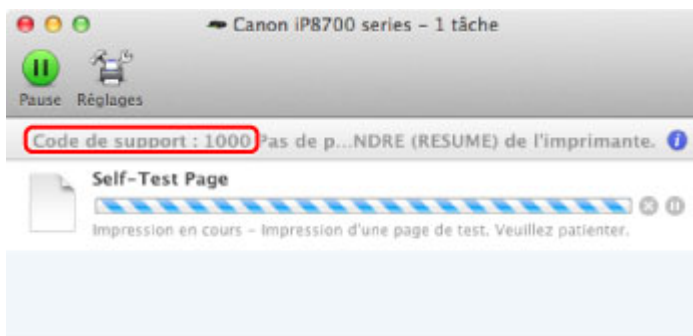 Canon iP8700 series – 1 tâche
Pause Réglages
Code de support : 1000 Pas de p...NDRE (RESUME) de l'imprimante.
Self-Test Page
Impression en cours – Impression d'une page de test. Veuillez patienter.